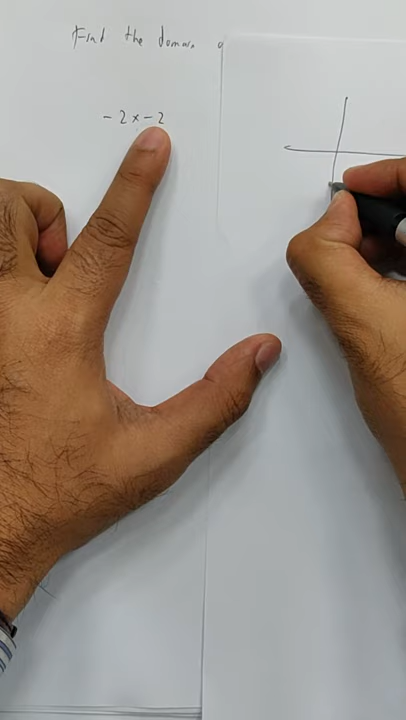 Find the domain
- 2x - 2